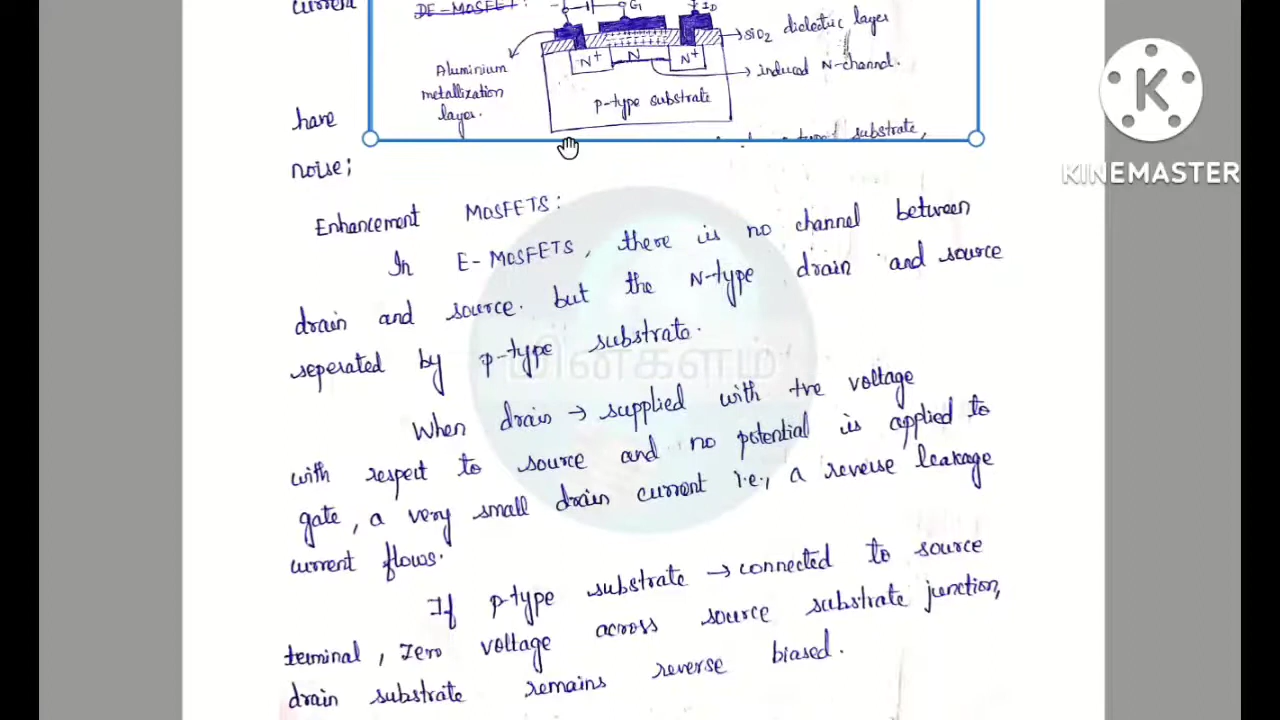 current
DE-MOSFET:
G
ID
SiO2 dielectric layer
N+ N N+
Aluminium
metallization
layer.
induced N-channel.
P-type substrate
substrate,
have
noise;
K
KINEMASTER
Enhancement MOSFETS:
In E-MOSFETS, there is no channel between
drain and source. but the N-type drain and source
seperated by p-type substrate.
மின்களம்
When drain → supplied with +ve voltage
with respect to source and no potential is applied to
gate, a very small drain current i.e., a reverse leakage
current flows.
If p-type substrate → connected to source
terminal, zero voltage across source substrate junction,
drain substrate remains reverse biased.